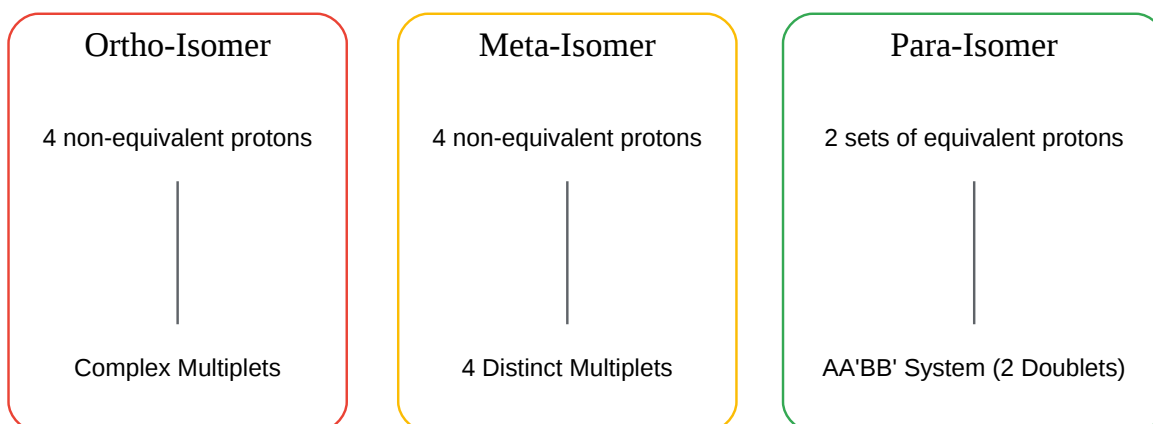 Ortho-Isomer
4 non-equivalent protons
Complex Multiplets
Meta-Isomer
4 non-equivalent protons
4 Distinct Multiplets
Para-Isomer
2 sets of equivalent protons
AA'BB' System (2 Doublets)